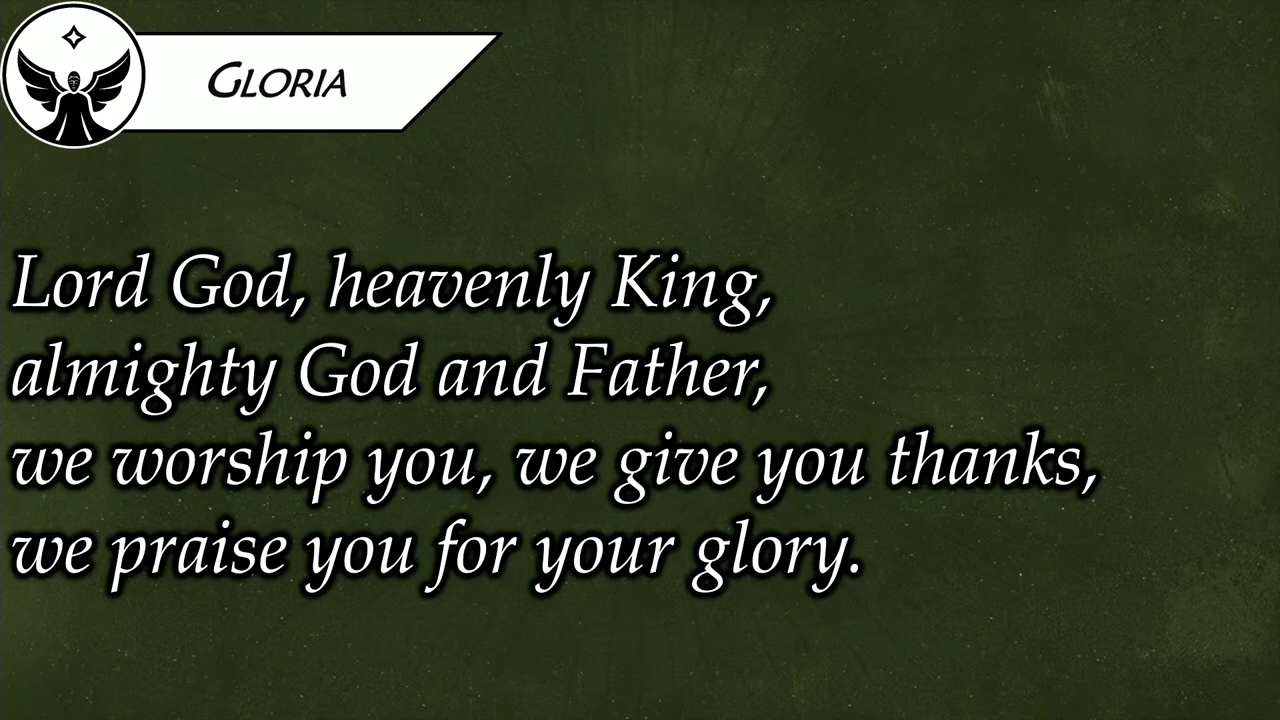 Gloria
Lord God, heavenly King,
almighty God and Father,
we worship you, we give you thanks,
we praise you for your glory.